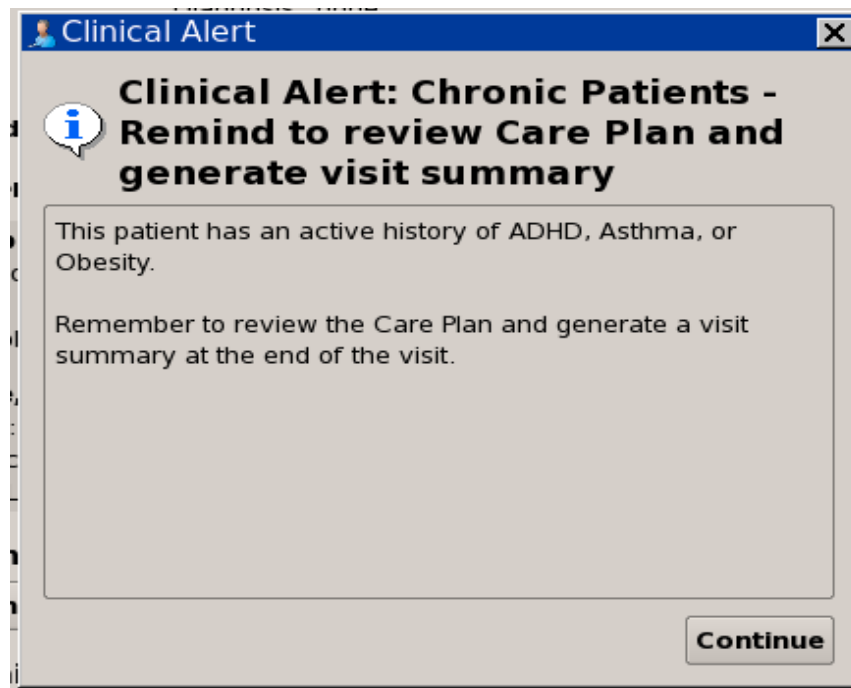 Clinical Alert
Clinical Alert: Chronic Patients -
Remind to review Care Plan and
generate visit summary
This patient has an active history of ADHD, Asthma, or
Obesity.
Remember to review the Care Plan and generate a visit
summary at the end of the visit.
Continue